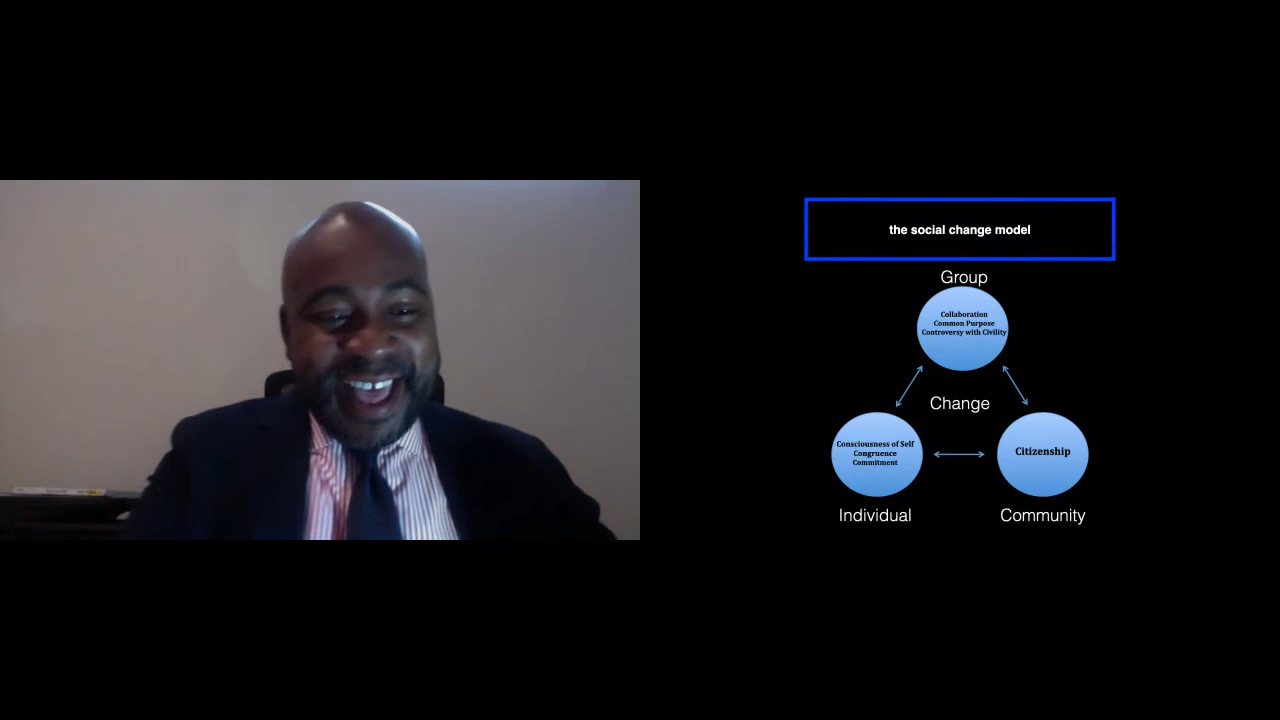 the social change model
Group
Collaboration
Common Purpose
Controversy with Civility
Change
Consciousness of Self
Congruence
Commitment
Citizenship
Individual
Community